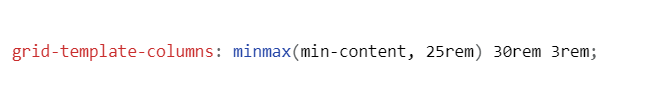 grid-template-columns: minmax(min-content, 25rem) 30rem 3rem;